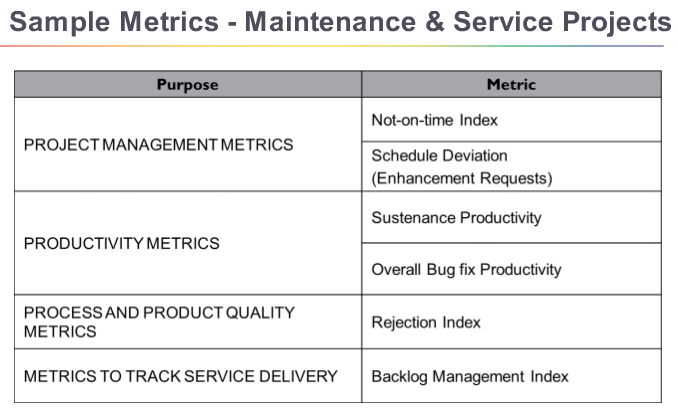 Sample Metrics - Maintenance & Service Projects
Purpose
Metric
PROJECT MANAGEMENT METRICS
Not-on-time Index
Schedule Deviation
(Enhancement Requests)
PRODUCTIVITY METRICS
Sustenance Productivity
Overall Bug fix Productivity
PROCESS AND PRODUCT QUALITY
METRICS
Rejection Index
METRICS TO TRACK SERVICE DELIVERY
Backlog Management Index